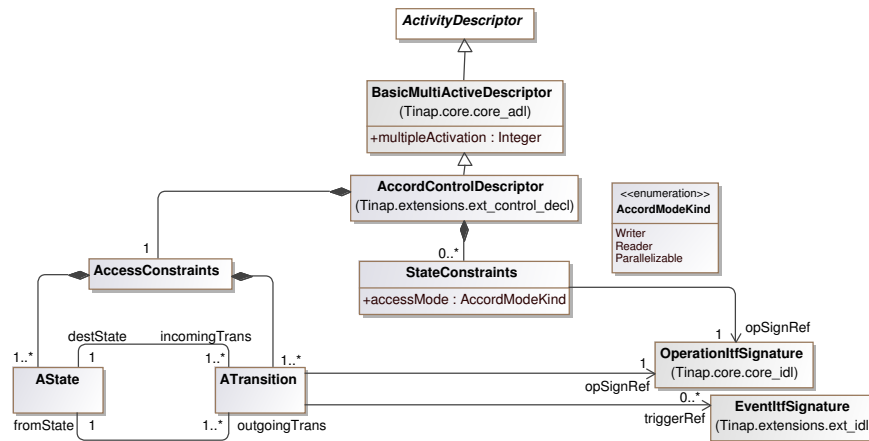 ActivityDescriptor
BasicMultiActiveDescriptor
(Tinap.core.core_adl)
+multipleActivation : Integer
AccordControlDescriptor
(Tinap.extensions.ext_control_decl)
<<enumeration>>
AccordModeKind
Writer
Reader
Parallelizable
1
0..*
AccessConstraints
StateConstraints
+accessMode : AccordModeKind
destState
incomingTrans
1
opSignRef
1..*
1
1..*
1..*
AState
ATransition
1
opSignRef
OperationItfSignature
(Tinap.core.core_idl)
0..*
triggerRef
EventItfSignature
(Tinap.extensions.ext_idl
fromState
1
1..*
outgoingTrans